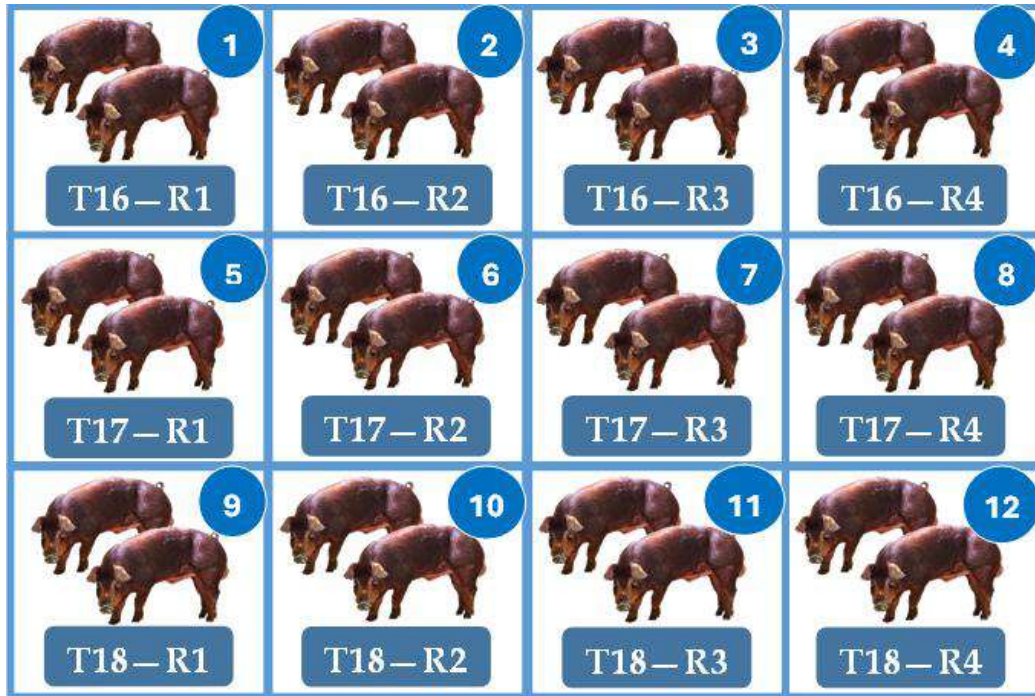 1
2
3
4
T16—R1
T16—R2
T16—R3
T16—R4
5
6
7
8
T17—R1
T17—R2
T17—R3
T17—R4
9
10
11
12
T18—R1
T18—R2
T18—R3
T18—R4